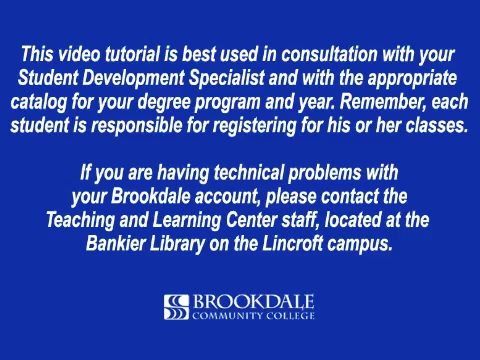 This video tutorial is best used in consultation with your
Student Development Specialist and with the appropriate
catalog for your degree program and year. Remember, each
student is responsible for registering for his or her classes.
If you are having technical problems with
your Brookdale account, please contact the
Teaching and Learning Center staff, located at the
Bankier Library on the Lincroft campus.
BROOKDALE
COMMUNITY COLLEGE